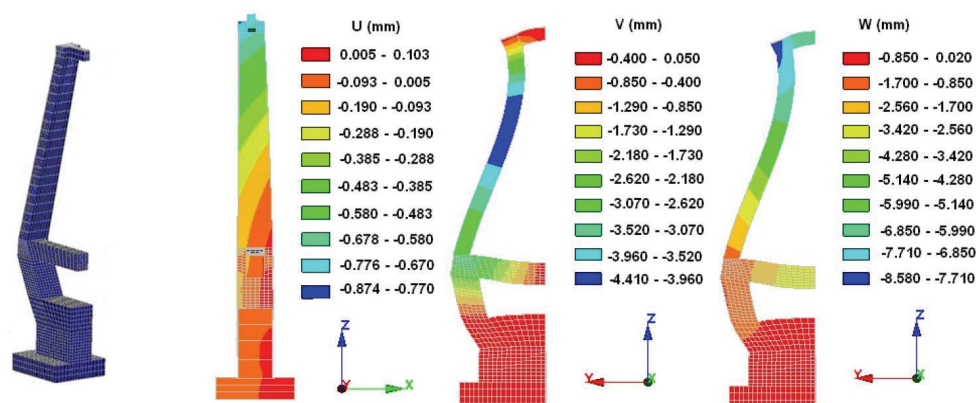 U (mm)
0.005 - 0.103
-0.093 - 0.005
-0.190 - -0.093
-0.288 - -0.190
-0.385 - -0.288
-0.483 - -0.385
-0.580 - -0.483
-0.678 - -0.580
-0.776 - -0.670
-0.874 - -0.770
Z
Y
X
V (mm)
-0.400 - 0.050
-0.850 - -0.400
-1.290 - -0.850
-1.730 - -1.290
-2.180 - -1.730
-2.620 - -2.180
-3.070 - -2.620
-3.520 - -3.070
-3.960 - -3.520
-4.410 - -3.960
Z
Y
X
W (mm)
-0.850 - 0.020
-1.700 - -0.850
-2.560 - -1.700
-3.420 - -2.560
-4.280 - -3.420
-5.140 - -4.280
-5.990 - -5.140
-6.850 - -5.990
-7.710 - -6.850
-8.580 - -7.710
Z
Y
X